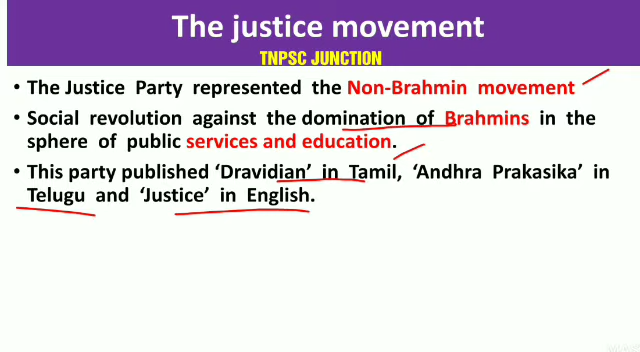 The justice movement
TNPSC JUNCTION
• The Justice Party represented the Non-Brahmin movement
• Social revolution against the domination of Brahmins in the
sphere of public services and education.
• This party published ‘Dravidian’ in Tamil, ‘Andhra Prakasika’ in
Telugu and ‘Justice’ in English.